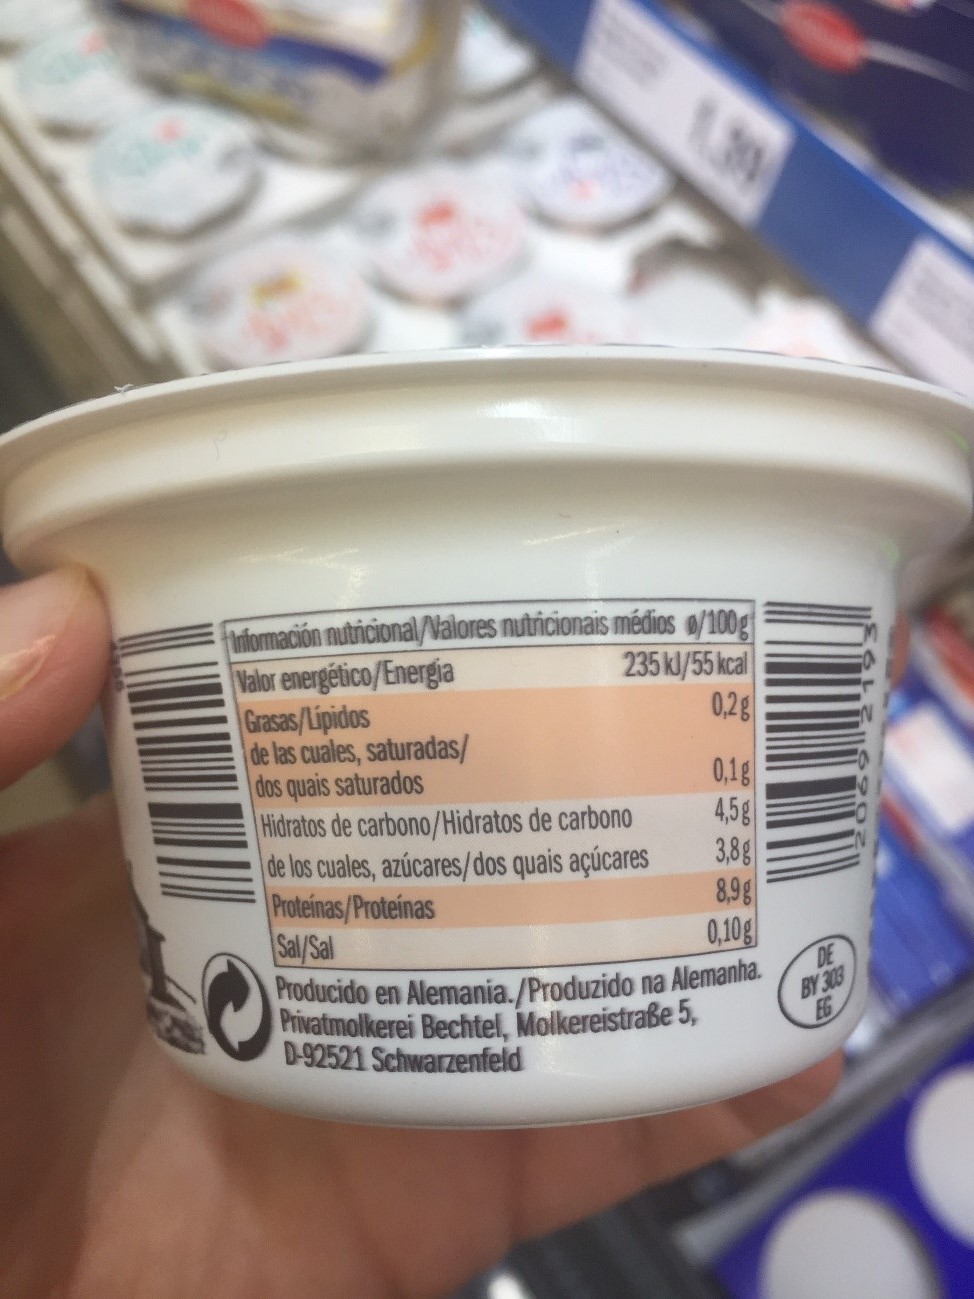 Información nutricional/Valores nutricionais médios ø/100g
Valor energético/Energia 235 kJ/55 kcal
Grasas/Lípidos 0,2g
de las cuales, saturadas/
dos quais saturados 0,1g
Hidratos de carbono/Hidratos de carbono 4,5g
de los cuales, azúcares/dos quais açúcares 3,8g
Proteínas/Proteínas 8,9g
Sal/Sal 0,10g
Producido en Alemania./Produzido na Alemanha.
Privatmolkerei Bechtel, Molkereistraße 5,
D-92521 Schwarzenfeld
DE
BY 303
EG
20691219